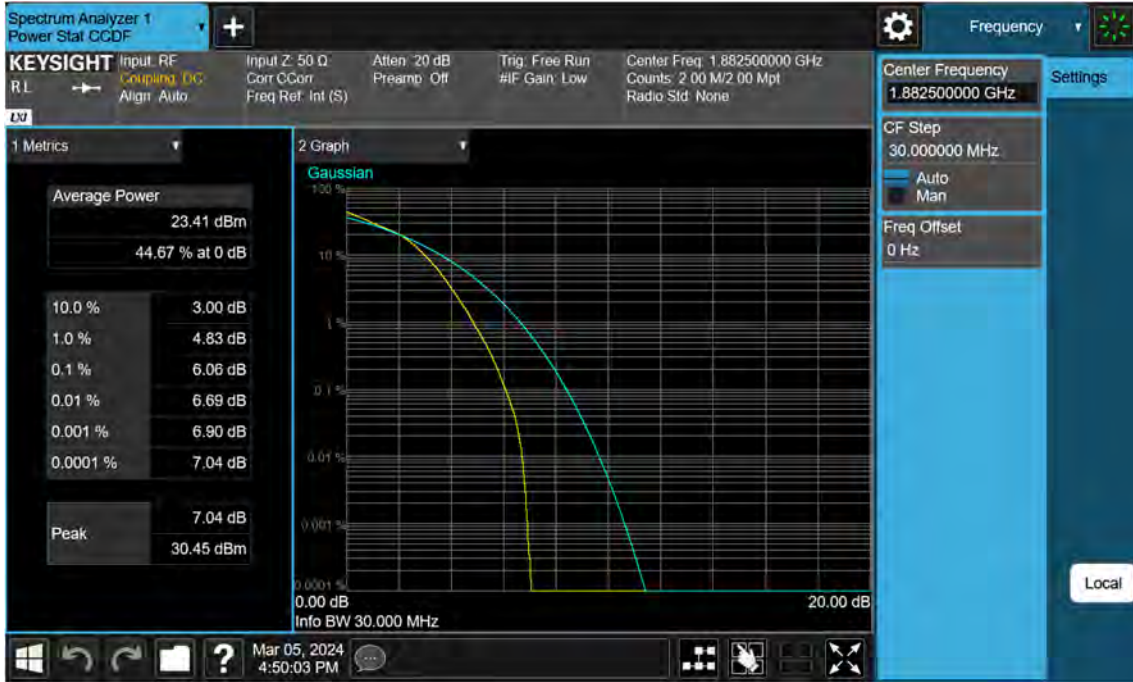 Spectrum Analyzer 1
Power Stat CCDF
Frequency
KEYSIGHT
R L
LXI
Input: RF
Coupling: DC
Align: Auto
Input Z: 50 Ω
Corr CCorr
Freq Ref: Int (S)
Atten: 20 dB
Preamp: Off
Trig: Free Run
#IF Gain: Low
Center Freq: 1.882500000 GHz
Counts: 2.00 M/2.00 Mpt
Radio Std: None
Center Frequency
1.882500000 GHz
Settings
CF Step
30.000000 MHz
Auto
Man
Freq Offset
0 Hz
Local
1 Metrics
Average Power
23.41 dBm
44.67 % at 0 dB
10.0 % 3.00 dB
1.0 % 4.83 dB
0.1 % 6.06 dB
0.01 % 6.69 dB
0.001 % 6.90 dB
0.0001 % 7.04 dB
Peak
7.04 dB
30.45 dBm
2 Graph
Gaussian
100 %
10 %
1 %
0.1 %
0.01 %
0.001 %
0.0001 %
0.00 dB 20.00 dB
Info BW 30.000 MHz
?
Mar 05, 2024
4:50:03 PM